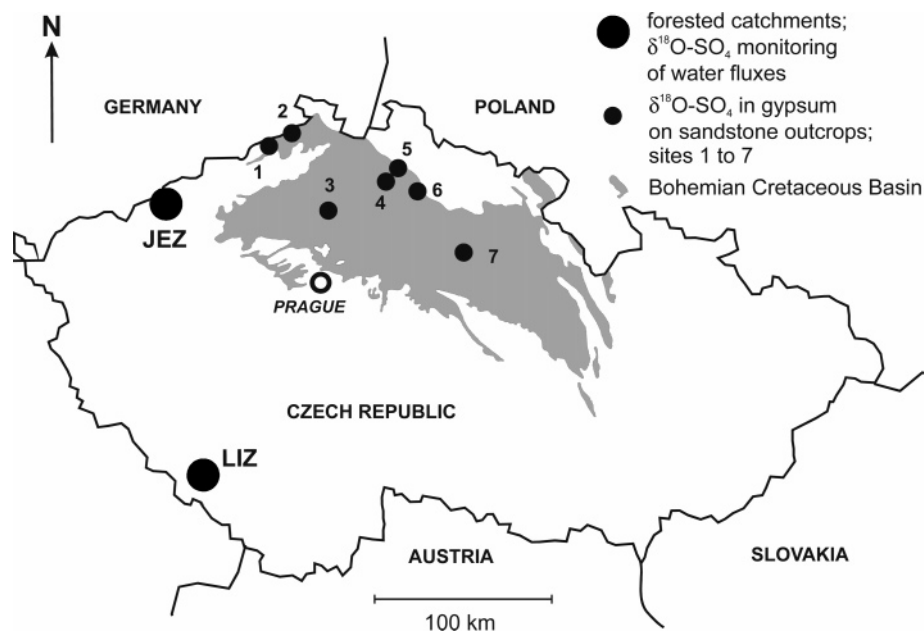 N
GERMANY
POLAND
forested catchments;
δ¹⁸O-SO₄ monitoring
of water fluxes
δ¹⁸O-SO₄ in gypsum
on sandstone outcrops;
sites 1 to 7
Bohemian Cretaceous Basin
2
1
5
4
6
3
7
JEZ
PRAGUE
CZECH REPUBLIC
LIZ
AUSTRIA
SLOVAKIA
100 km